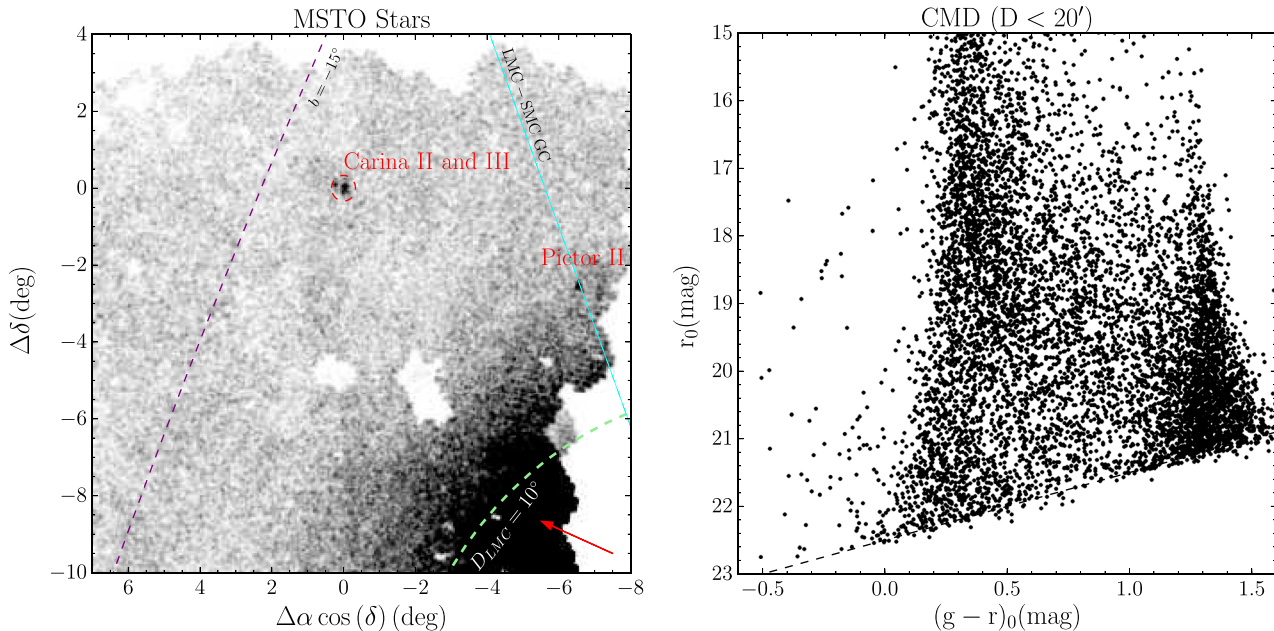 MSTO Stars
4
2
0
−2
−4
−6
−8
−10
6
4
2
0
−2
−4
−6
−8
Δδ(deg)
Δα cos (δ) (deg)
b = −15°
LMC − SMC GC
Carina II and III
Pictor II
D_LMC = 10°
CMD (D < 20′)
15
16
17
18
19
20
21
22
23
−0.5
0.0
0.5
1.0
1.5
r₀(mag)
(g − r)₀(mag)